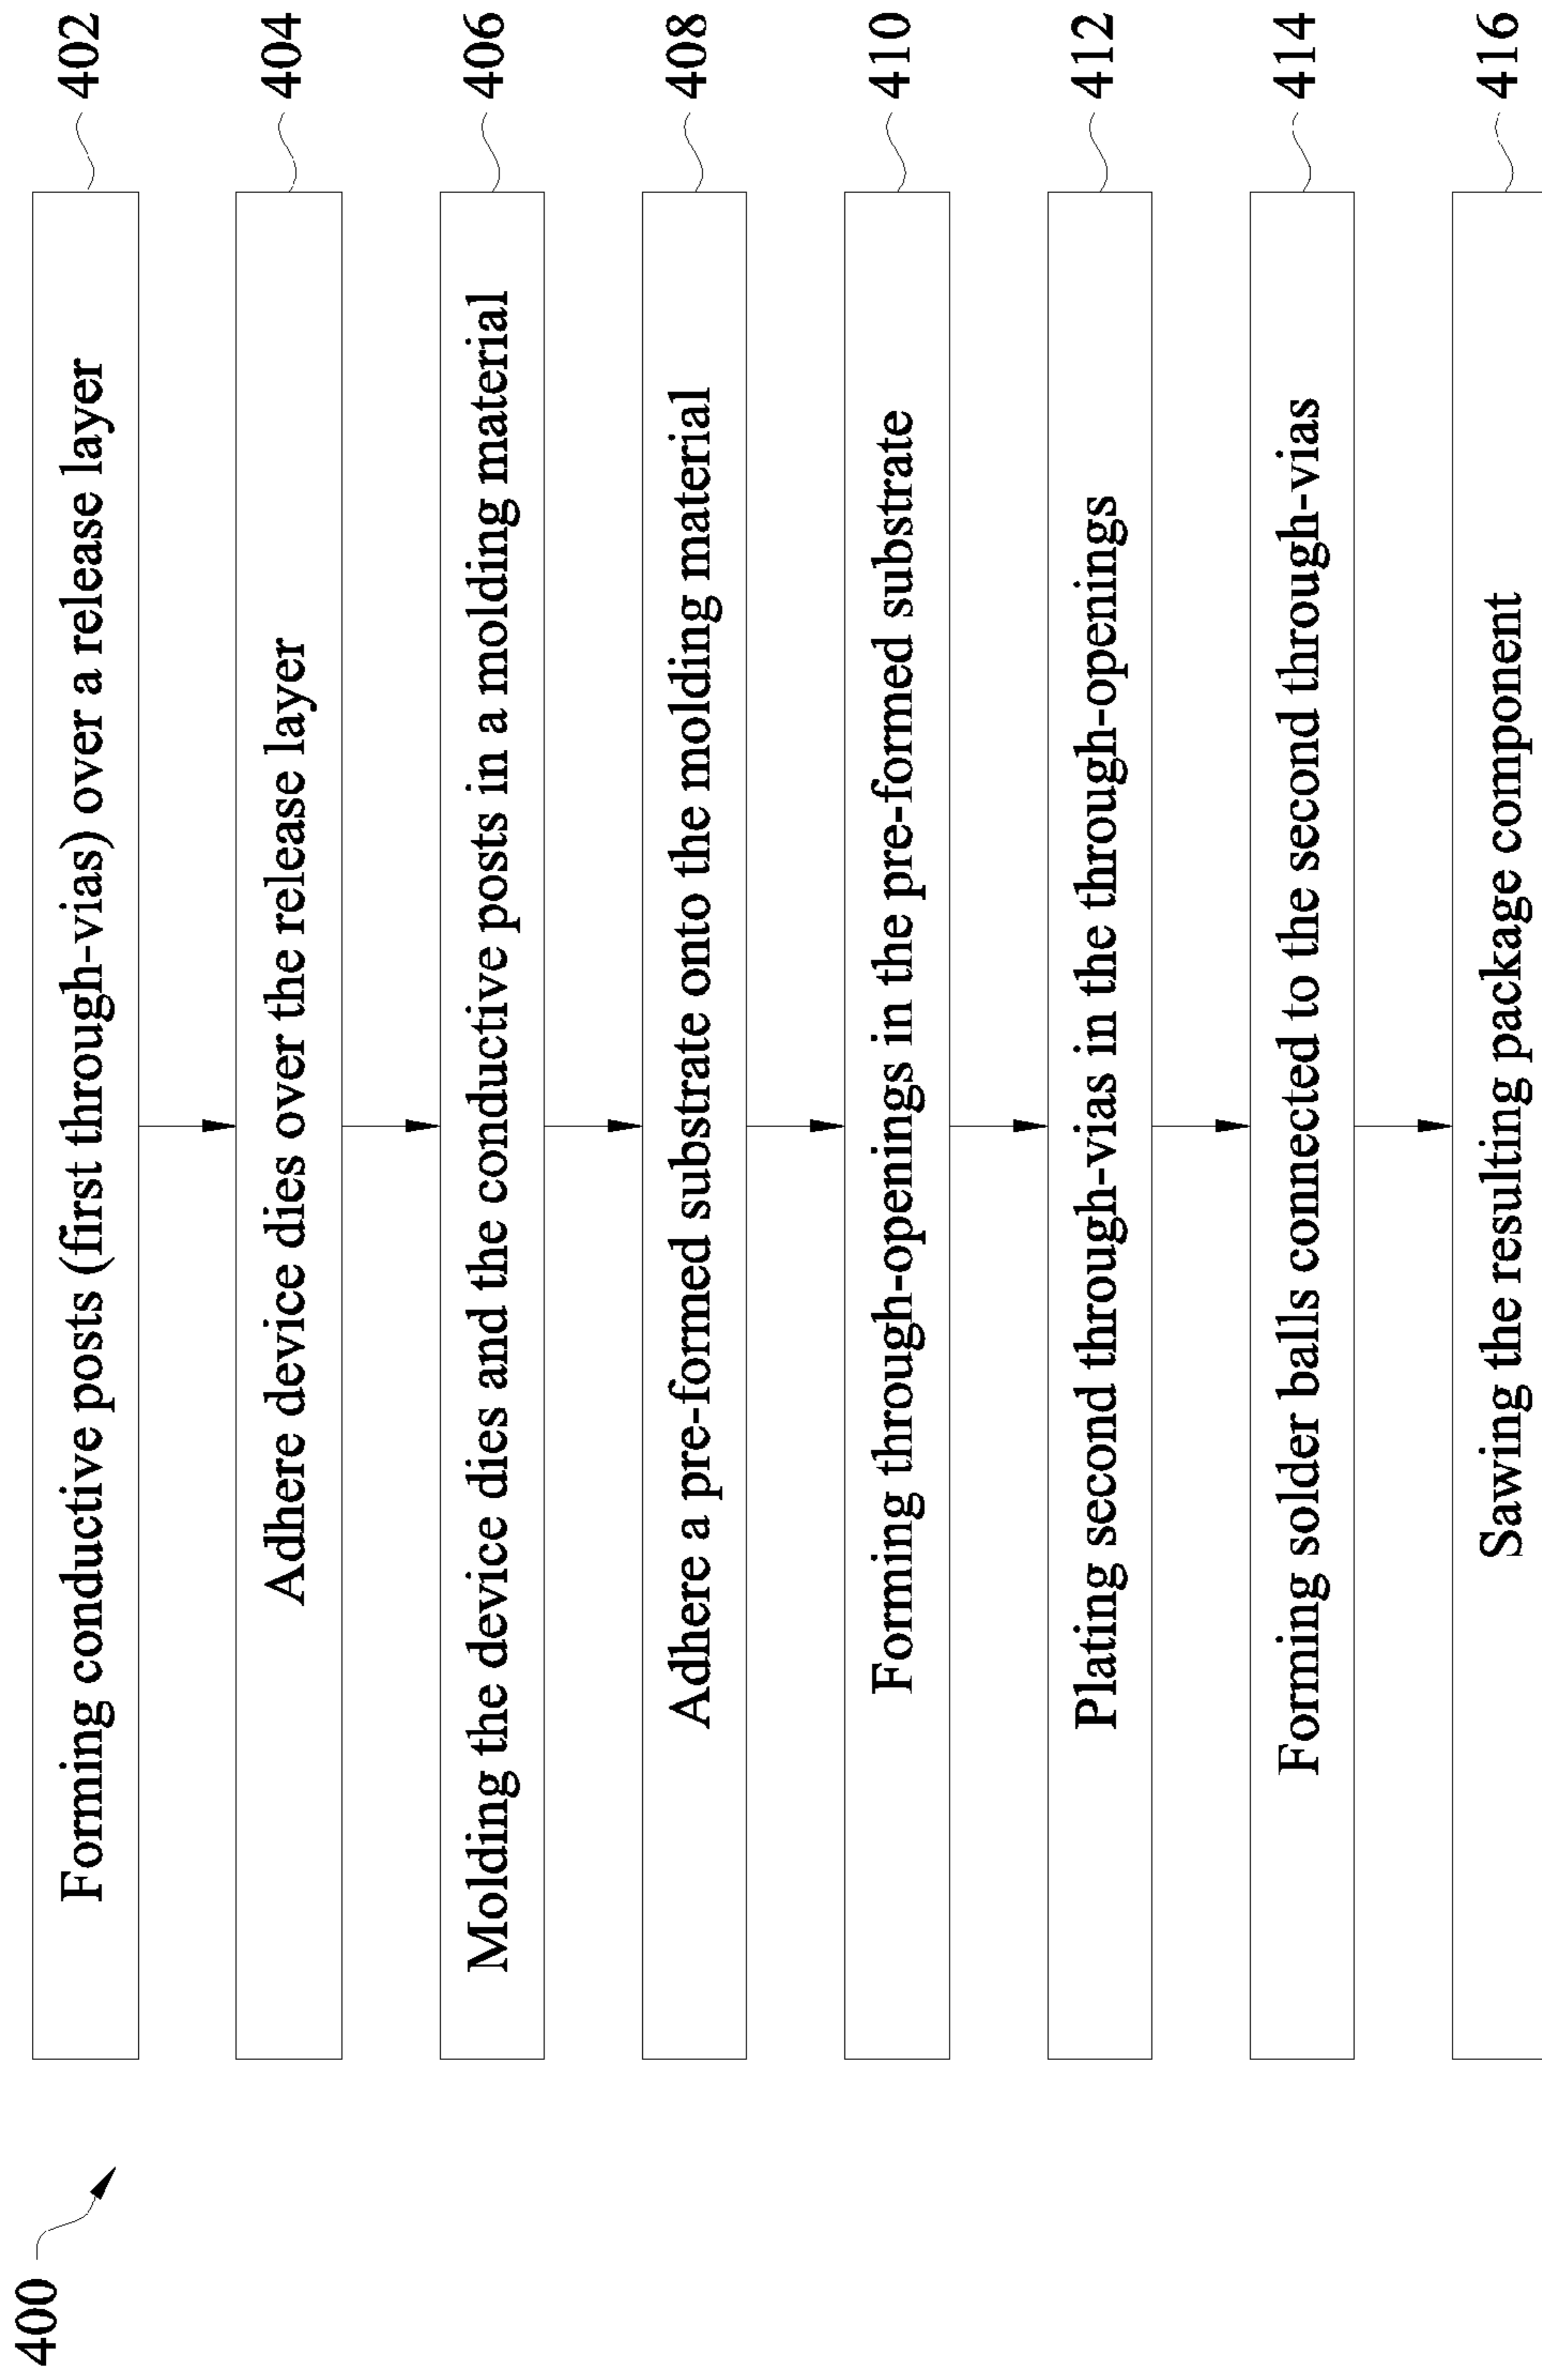 400
Forming conductive posts (first through-vias) over a release layer
402
Adhere device dies over the release layer
404
Molding the device dies and the conductive posts in a molding material
406
Adhere a pre-formed substrate onto the molding material
408
Forming through-openings in the pre-formed substrate
410
Plating second through-vias in the through-openings
412
Forming solder balls connected to the second through-vias
414
Sawing the resulting package component
416